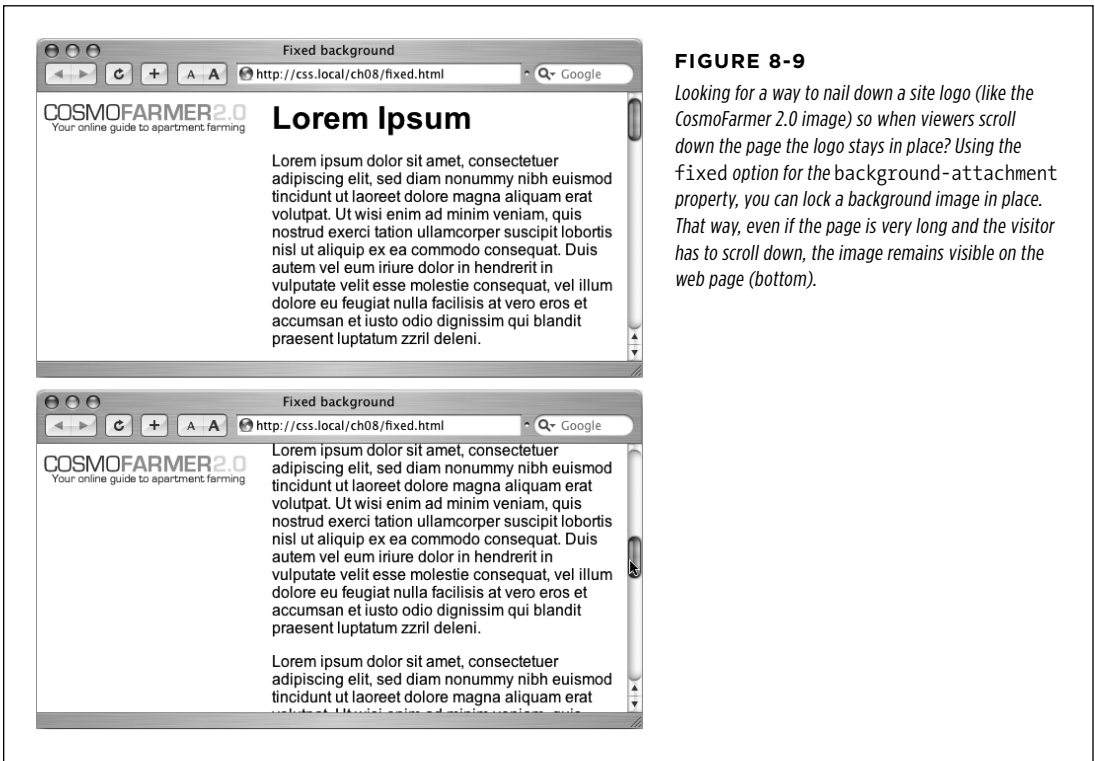 Fixed background
A A
http://css.local/ch08/fixed.html
Q Google
COSMOFARMER2.0
Your online guide to apartment farming
Lorem Ipsum
Lorem ipsum dolor sit amet, consectetuer
adipiscing elit, sed diam nonummy nibh euismod
tincidunt ut laoreet dolore magna aliquam erat
volutpat. Ut wisi enim ad minim veniam, quis
nostrud exerci tation ullamcorper suscipit lobortis
nisl ut aliquip ex ea commodo consequat. Duis
autem vel eum iriure dolor in hendrerit in
vulputate velit esse molestie consequat, vel illum
dolore eu feugiat nulla facilisis at vero eros et
accumsan et iusto odio dignissim qui blandit
praesent luptatum zzril deleni.
Fixed background
A A
http://css.local/ch08/fixed.html
Q Google
COSMOFARMER2.0
Your online guide to apartment farming
Lorem ipsum dolor sit amet, consectetuer
adipiscing elit, sed diam nonummy nibh euismod
tincidunt ut laoreet dolore magna aliquam erat
volutpat. Ut wisi enim ad minim veniam, quis
nostrud exerci tation ullamcorper suscipit lobortis
nisl ut aliquip ex ea commodo consequat. Duis
autem vel eum iriure dolor in hendrerit in
vulputate velit esse molestie consequat, vel illum
dolore eu feugiat nulla facilisis at vero eros et
accumsan et iusto odio dignissim qui blandit
praesent luptatum zzril deleni.
Lorem ipsum dolor sit amet, consectetuer
adipiscing elit, sed diam nonummy nibh euismod
tincidunt ut laoreet dolore magna aliquam erat
FIGURE 8-9
Looking for a way to nail down a site logo (like the
CosmoFarmer 2.0 image) so when viewers scroll
down the page the logo stays in place? Using the
fixed option for the background-attachment
property, you can lock a background image in place.
That way, even if the page is very long and the visitor
has to scroll down, the image remains visible on the
web page (bottom).